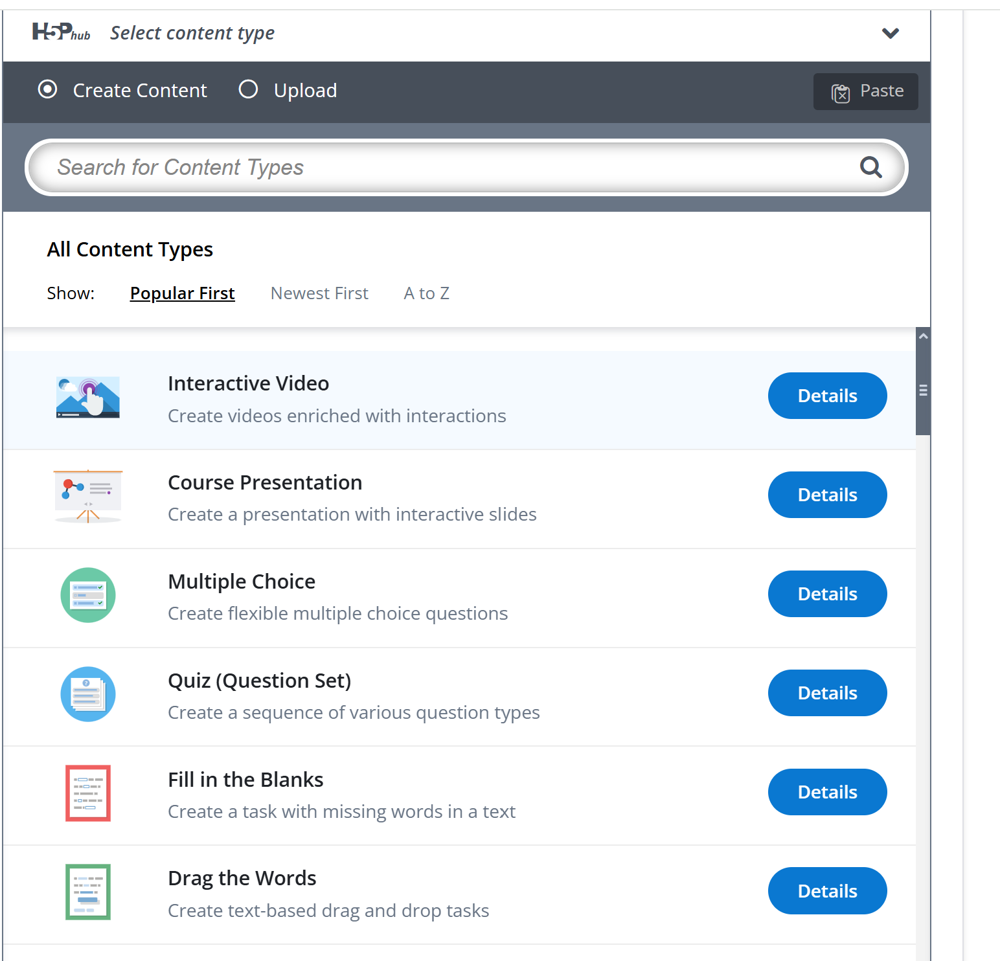 H5P hub Select content type
Create Content Upload Paste
Search for Content Types
All Content Types
Show: Popular First Newest First A to Z
Interactive Video
Create videos enriched with interactions
Details
Course Presentation
Create a presentation with interactive slides
Details
Multiple Choice
Create flexible multiple choice questions
Details
Quiz (Question Set)
Create a sequence of various question types
Details
Fill in the Blanks
Create a task with missing words in a text
Details
Drag the Words
Create text-based drag and drop tasks
Details